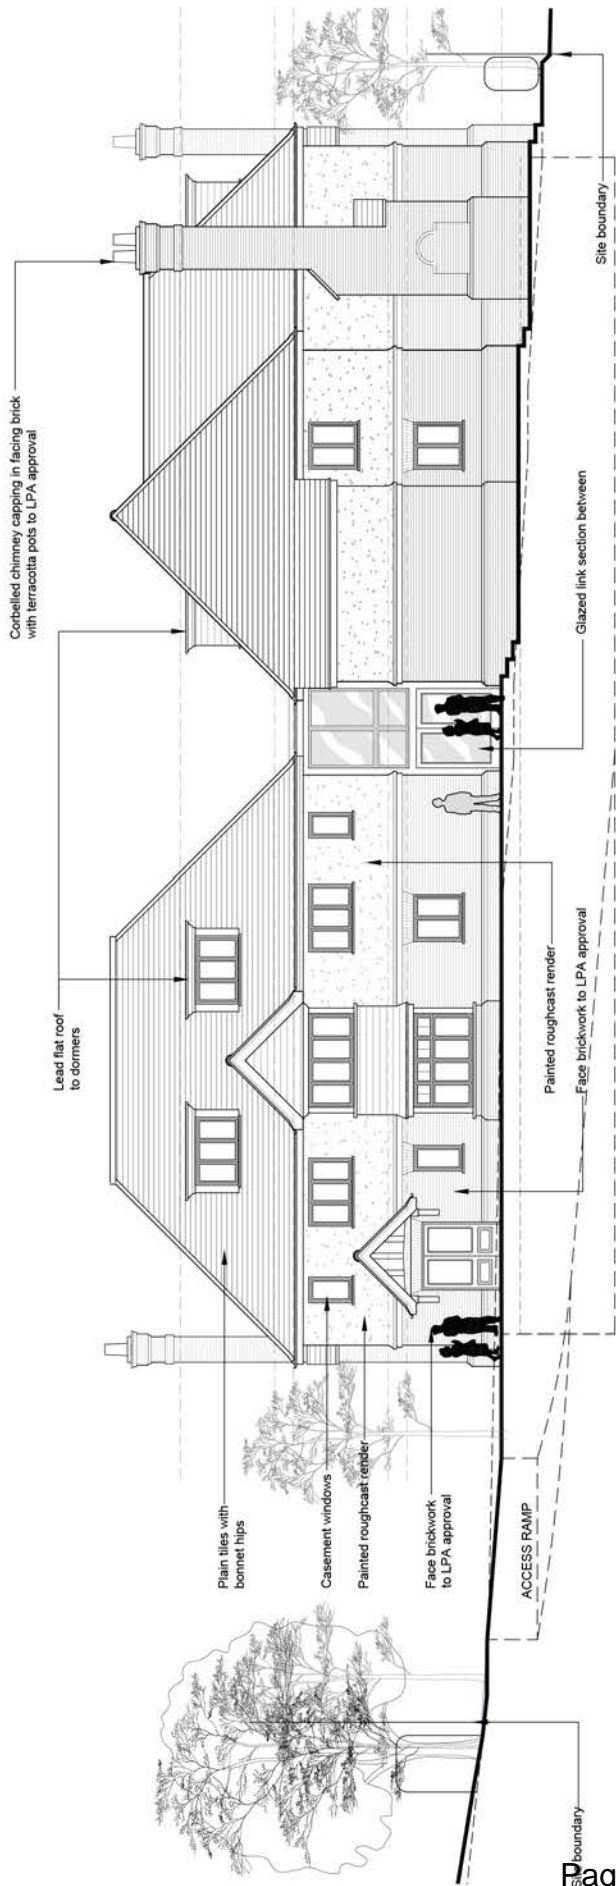 Corbelled chimney capping in facing brick
with terracotta pots to LPA approval
Lead flat roof
to dormers
Plain tiles with
bonnet hips
Casement windows
Painted roughcast render
Face brickwork
to LPA approval
ACCESS RAMP
Site boundary
Painted roughcast render
Face brickwork to LPA approval
Glazed link section between
Site boundary
Pag